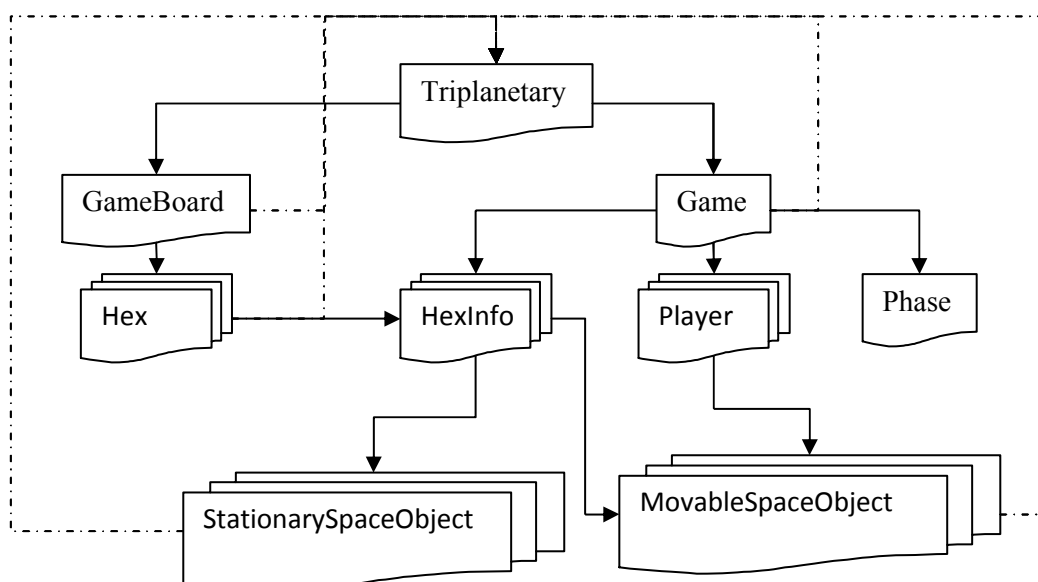 Triplanetary
GameBoard
Game
Hex
HexInfo
Player
Phase
StationarySpaceObject
MovableSpaceObject